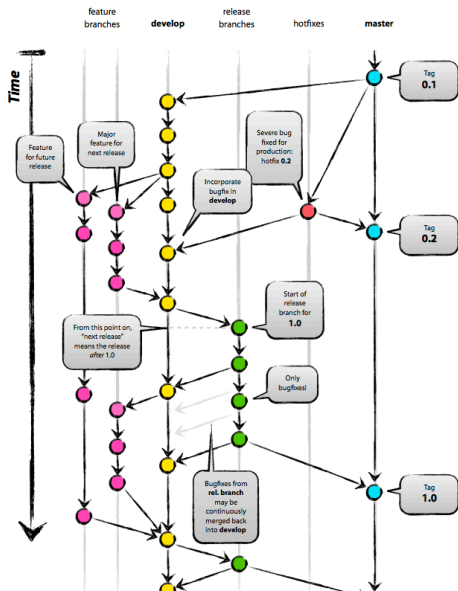 feature
branches
develop
release
branches
hotfixes
master
Time
Tag
0.1
Feature
for future
release
Major
feature for
next release
Severe bug
fixed for
production:
hotfix 0.2
Incorporate
bugfix in
develop
Tag
0.2
Start of
release
branch for
1.0
From this point on,
"next release"
means the release
after 1.0
Only
bugfixes!
Bugfixes from
rel. branch
may be
continuously
merged back
into develop
Tag
1.0